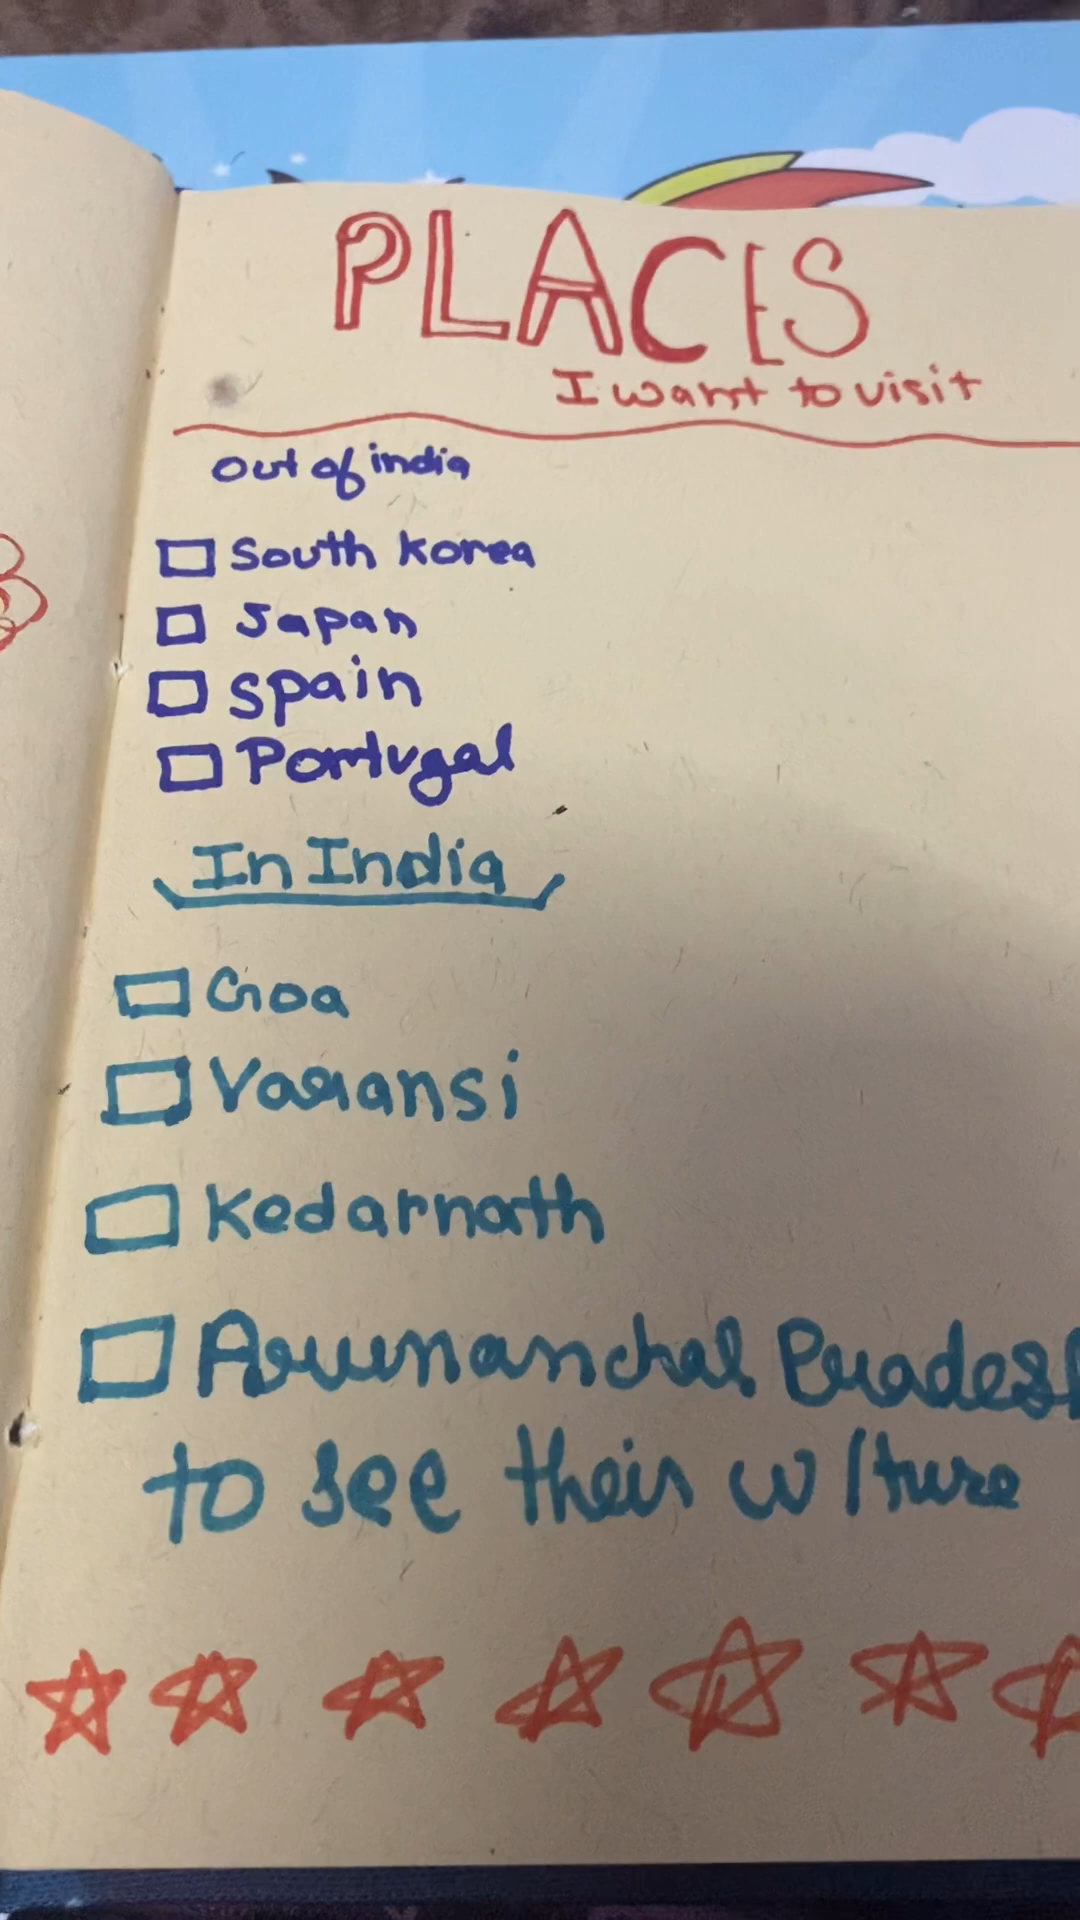 PLACES
I want to visit
out of india
South korea
Japan
Spain
Portugal
In India
Goa
Varansi
Kedarnath
Arunanchal Pradesh
to see their culture